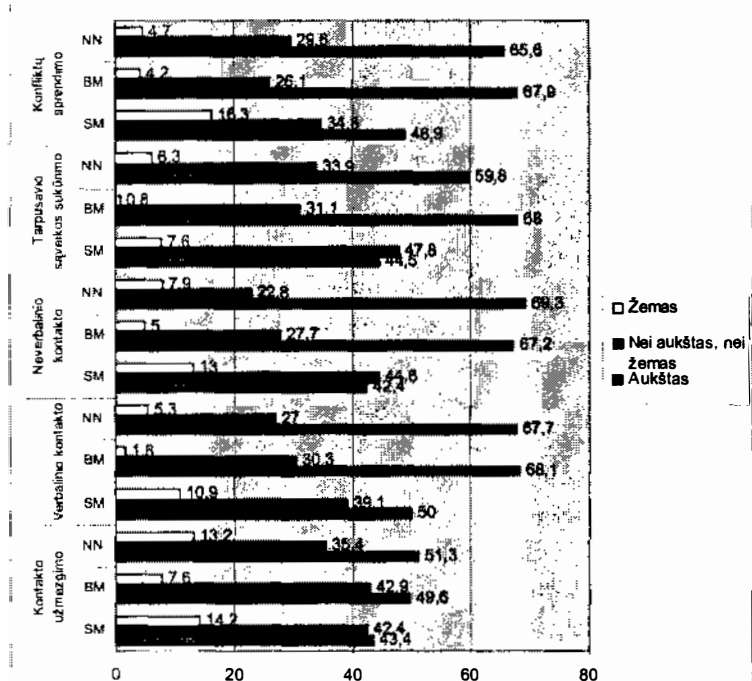 Konfliktų
sprendimo
NN
4,7
29,6
65,6
BM
4,2
26,1
67,9
SM
16,3
34,8
48,9
Tarpusavio
sąveikos sukūrimo
NN
6,3
33,9
59,8
BM
10,8
31,1
68
SM
7,6
47,8
44,5
Neverbalinio
kontakto
NN
7,9
22,8
69,3
BM
5
27,7
67,2
SM
13
44,6
42,4
Verbalinio kontakto
NN
5,3
27
67,7
BM
1,6
30,3
68,1
SM
10,9
39,1
50
Kontakto
užmezgimo
NN
13,2
35,4
51,3
BM
7,6
42,9
49,6
SM
14,2
42,4
43,4
0 20 40 60 80
Žemas
Nei aukštas, nei
žemas
Aukštas